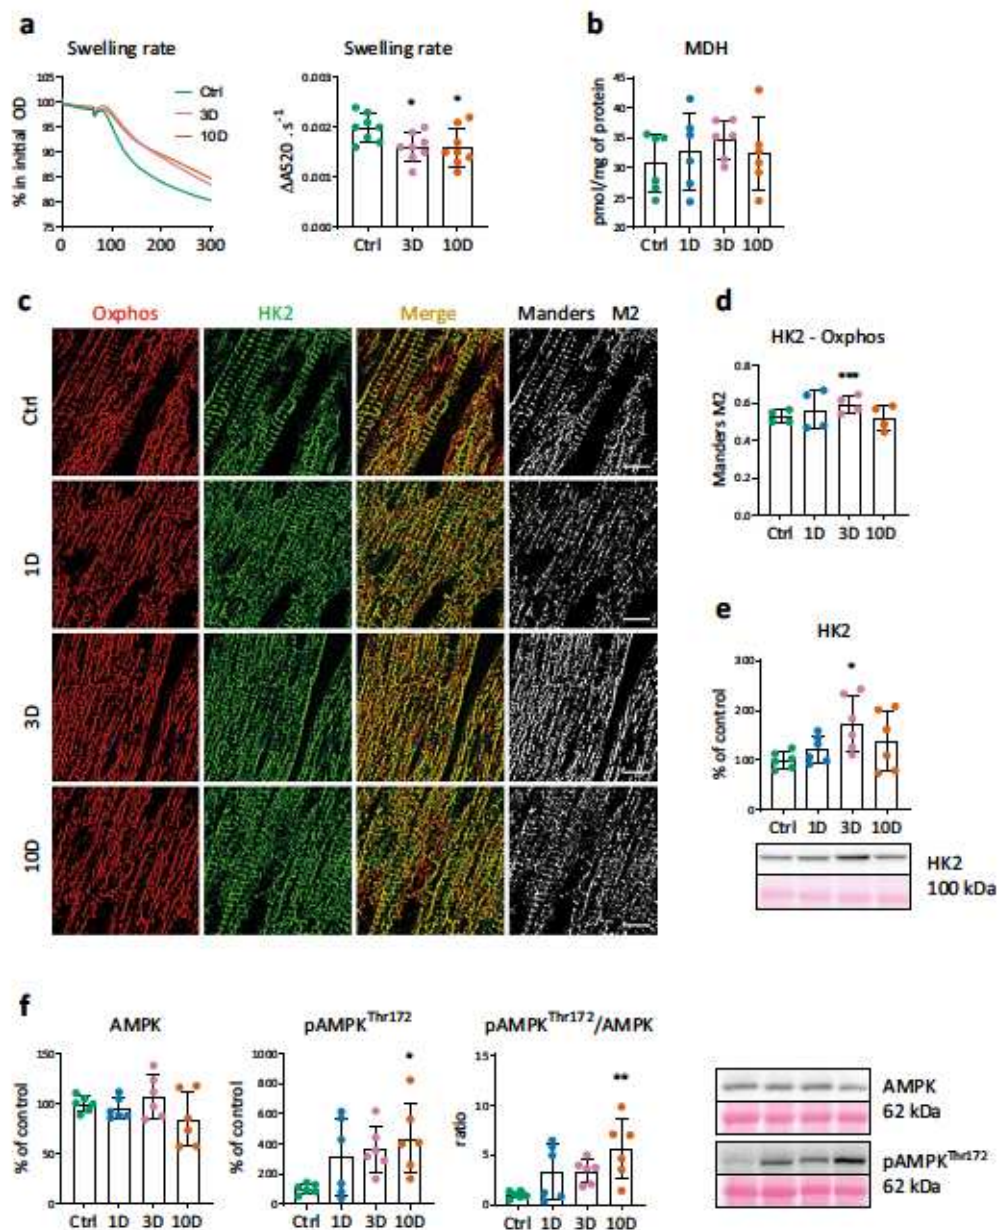 a
Swelling rate
% in initial OD
105
100
95
90
85
80
75
0 100 200 300
Ctrl
3D
10D
Swelling rate
ΔA520 . s⁻¹
0.003
0.002
0.001
0.000
* *
Ctrl 3D 10D
b
MDH
pmol/mg of protein
45
40
35
30
25
20
Ctrl 1D 3D 10D
c
Oxphos HK2 Merge Manders M2
Ctrl
1D
3D
10D
d
HK2 - Oxphos
Manders M2
0.8
0.6
0.4
0.2
0.0
***
Ctrl 1D 3D 10D
e
HK2
% of control
300
200
100
0
*
Ctrl 1D 3D 10D
HK2
100 kDa
f
AMPK
% of control
150
100
50
0
Ctrl 1D 3D 10D
pAMPKᵀʰʳ¹⁷²
% of control
1000
800
600
400
200
0
*
Ctrl 1D 3D 10D
pAMPKᵀʰʳ¹⁷²/AMPK
ratio
15
10
5
0
**
Ctrl 1D 3D 10D
AMPK
62 kDa
pAMPKᵀʰʳ¹⁷²
62 kDa